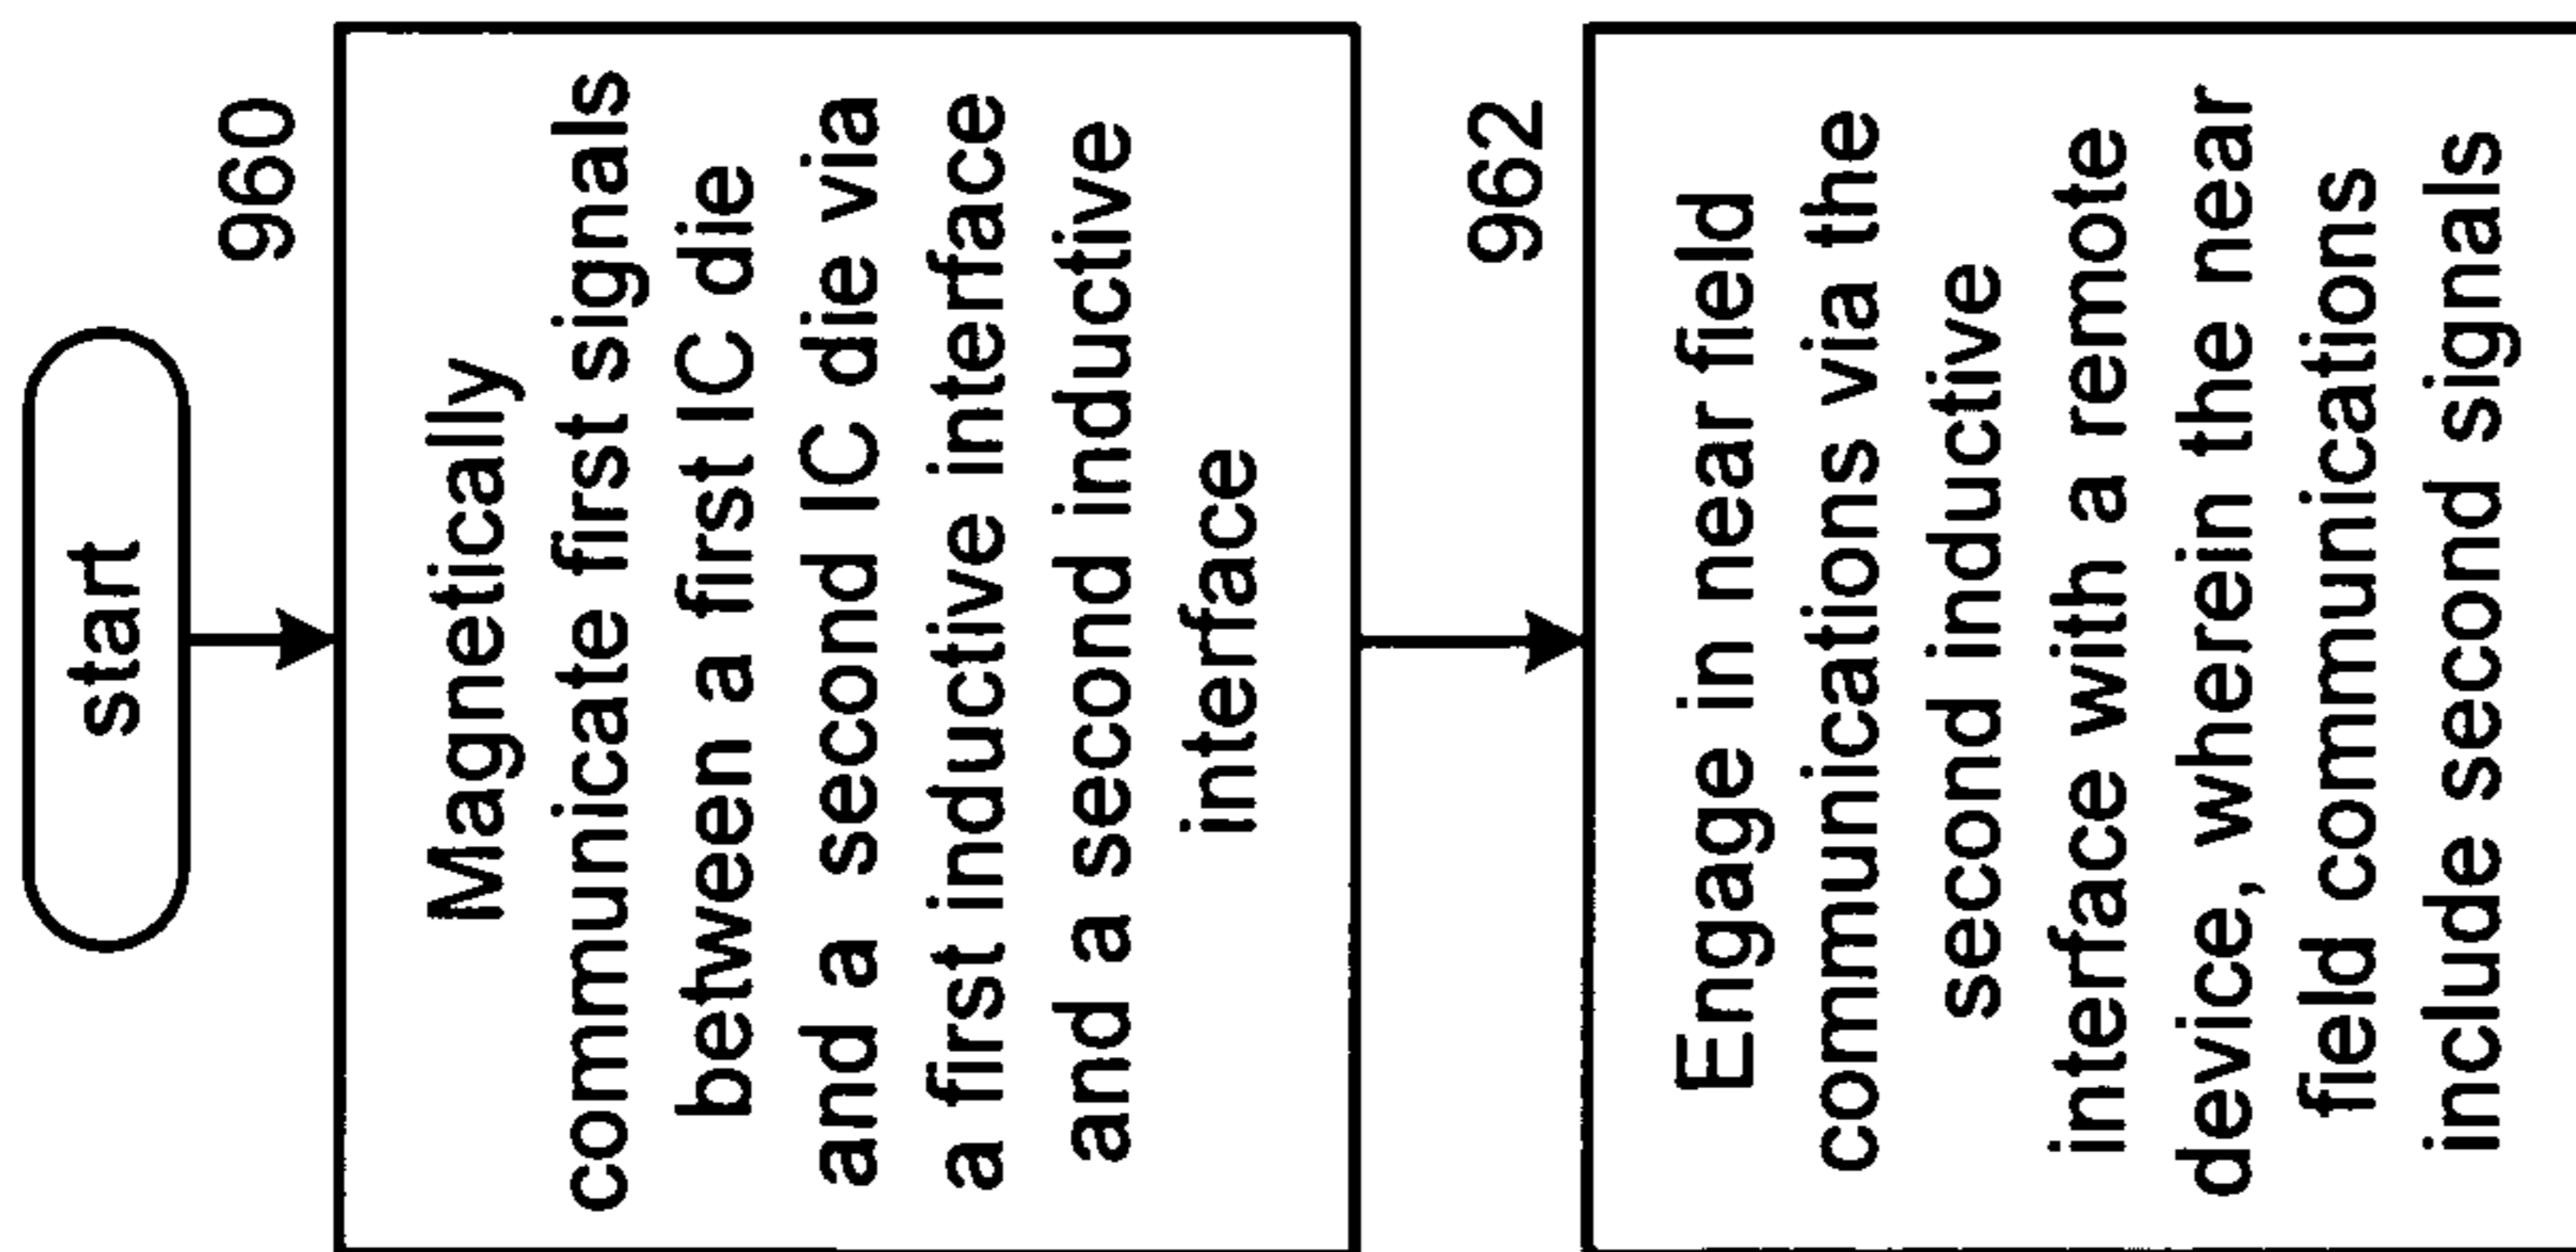 start
960
Magnetically
communicate first signals
between a first IC die
and a second IC die via
a first inductive interface
and a second inductive
interface
962
Engage in near field
communications via the
second inductive
interface with a remote
device, wherein the near
field communications
include second signals